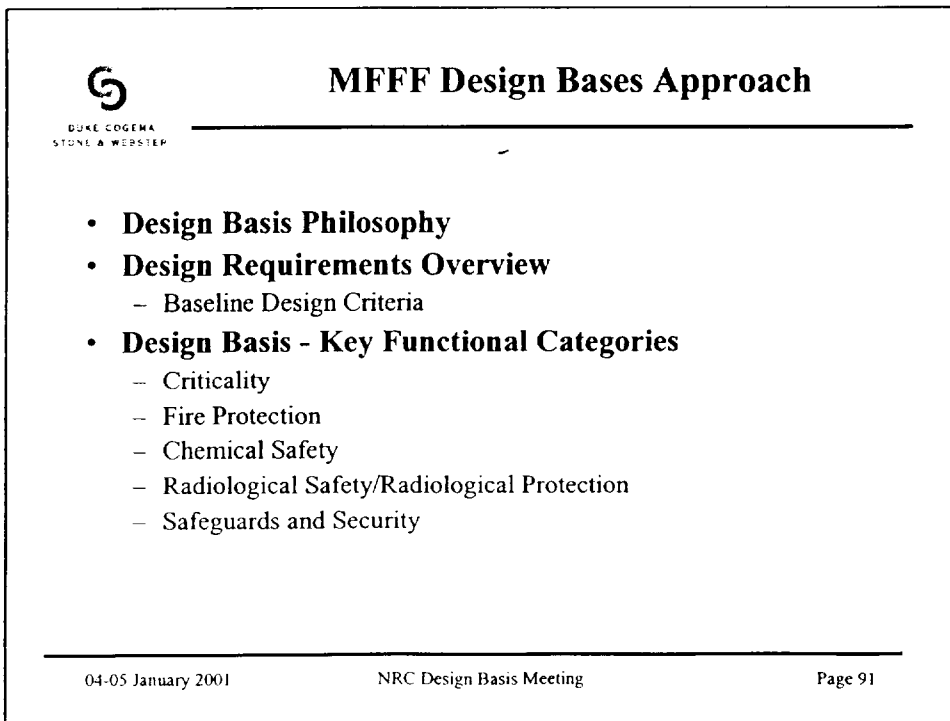 MFFF Design Bases Approach
DUKE COGEMA
STONE & WEBSTER
• Design Basis Philosophy
• Design Requirements Overview
– Baseline Design Criteria
• Design Basis - Key Functional Categories
– Criticality
– Fire Protection
– Chemical Safety
– Radiological Safety/Radiological Protection
– Safeguards and Security
04-05 January 2001 NRC Design Basis Meeting Page 91